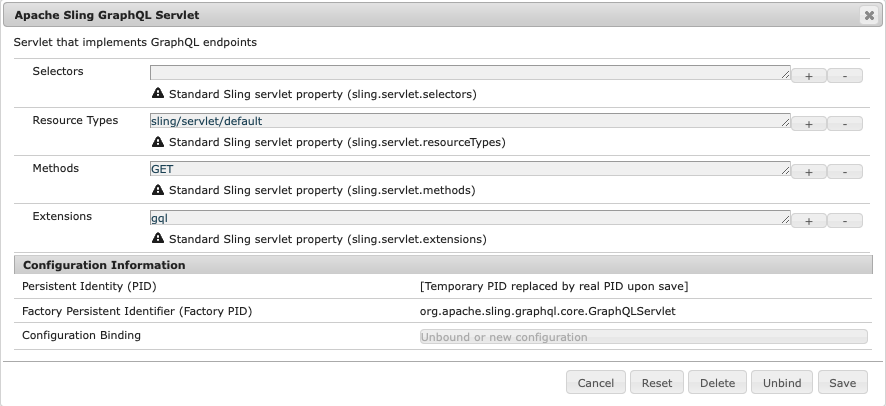 Apache Sling GraphQL Servlet
Servlet that implements GraphQL endpoints
Selectors + -
Standard Sling servlet property (sling.servlet.selectors)
Resource Types sling/servlet/default + -
Standard Sling servlet property (sling.servlet.resourceTypes)
Methods GET + -
Standard Sling servlet property (sling.servlet.methods)
Extensions gql + -
Standard Sling servlet property (sling.servlet.extensions)
Configuration Information
Persistent Identity (PID) [Temporary PID replaced by real PID upon save]
Factory Persistent Identifier (Factory PID) org.apache.sling.graphql.core.GraphQLServlet
Configuration Binding Unbound or new configuration
Cancel Reset Delete Unbind Save